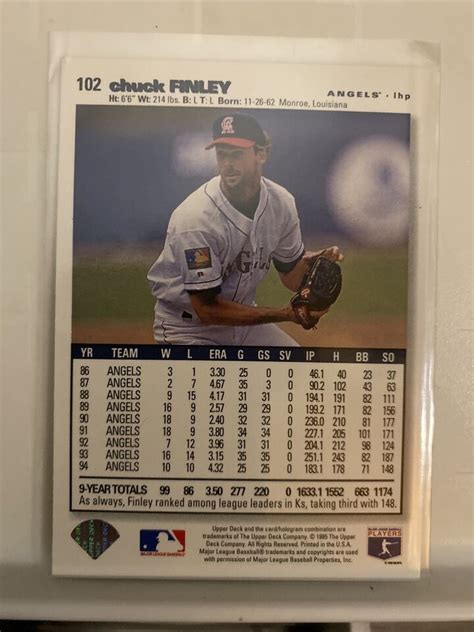 102 chuck FINLEY
ANGELS · lhp
Ht: 6'6" Wt: 214 lbs. B: L T: L Born: 11-26-62 Monroe, Louisiana
YR TEAM W L ERA G GS SV IP H BB SO
86 ANGELS 3 1 3.30 25 0 0 46.1 40 23 37
87 ANGELS 2 7 4.67 35 3 0 90.2 102 43 63
88 ANGELS 9 15 4.17 31 31 0 194.1 191 82 111
89 ANGELS 16 9 2.57 29 29 0 199.2 171 82 156
90 ANGELS 18 9 2.40 32 32 0 236.0 210 81 177
91 ANGELS 18 9 3.80 34 34 0 227.1 205 101 171
92 ANGELS 7 12 3.96 31 31 0 204.1 212 98 124
93 ANGELS 16 14 3.15 35 35 0 251.1 243 82 187
94 ANGELS 10 10 4.32 25 25 0 183.1 178 71 148
9-YEAR TOTALS 99 86 3.50 277 220 0 1633.1 1552 663 1174
As always, Finley ranked among league leaders in Ks, taking third with 148.
Upper Deck and the card/hologram combination are
trademarks of The Upper Deck Company. © 1995 The Upper
Deck Company. All Rights Reserved. Printed in the U.S.A.
Major League Baseball trademarks and copyrights are used
with permission of Major League Baseball Properties, Inc.
MAJOR LEAGUE BASEBALL
PLAYERS